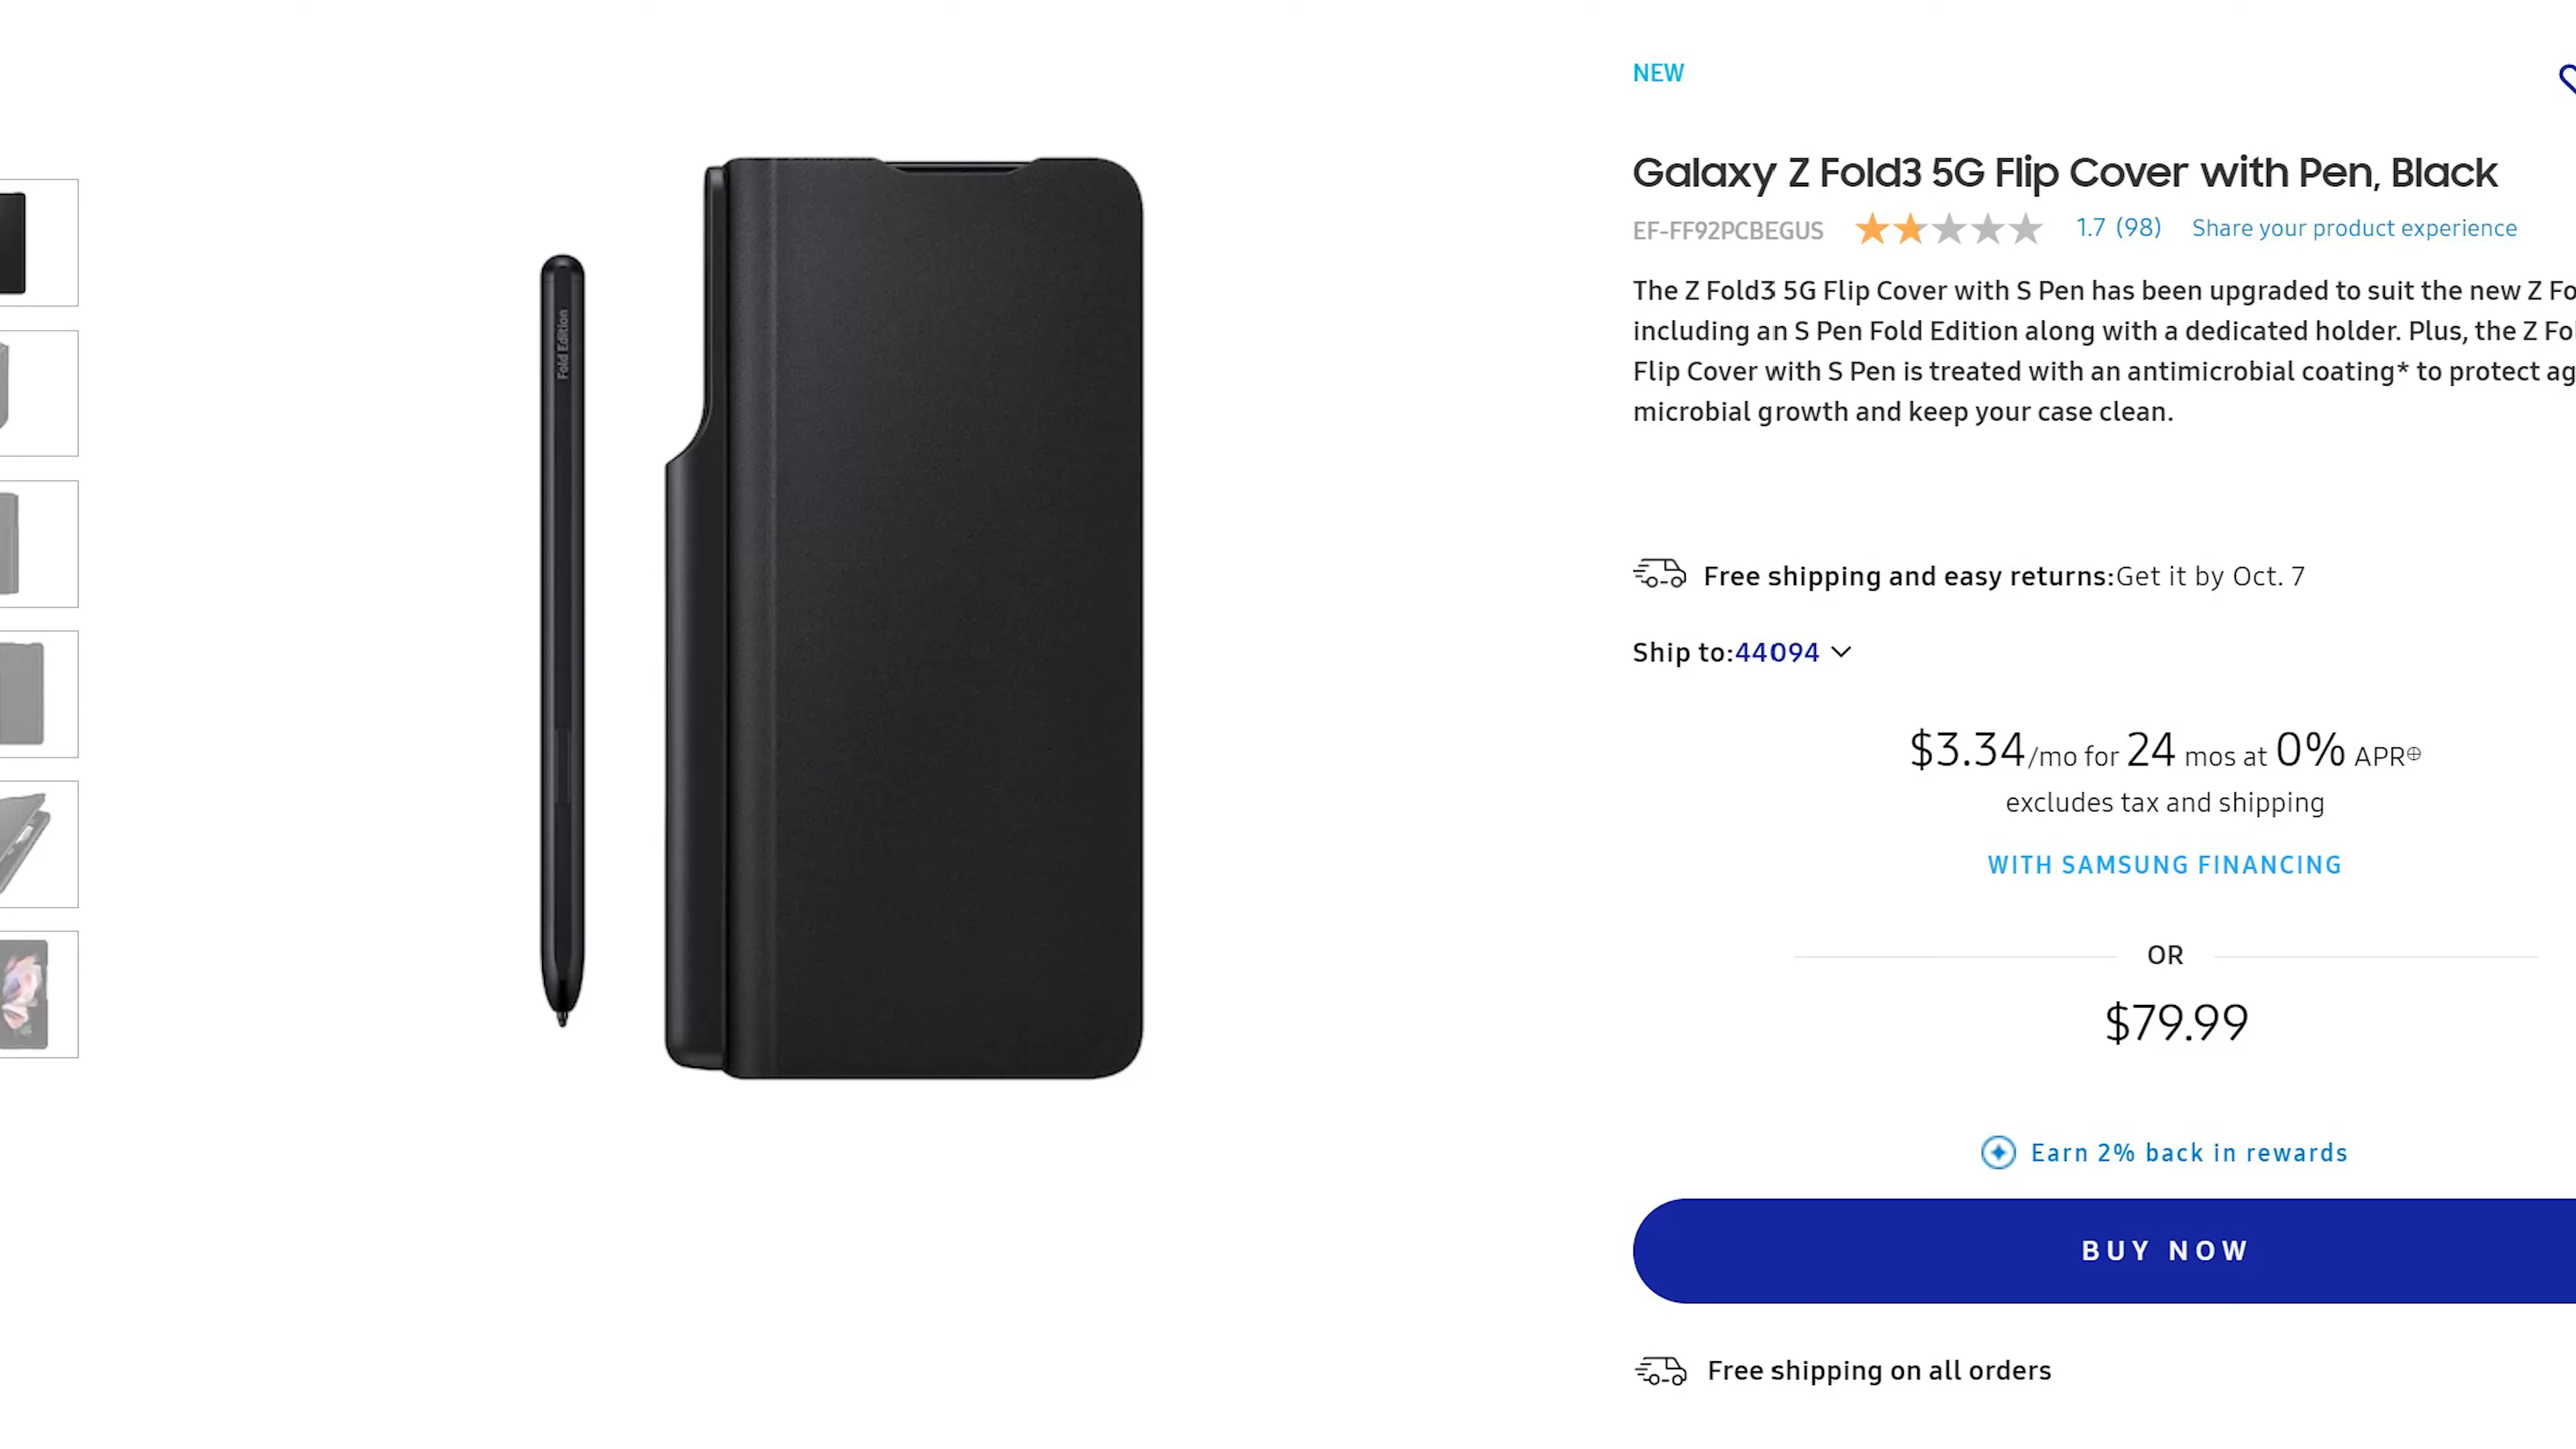 NEW
Galaxy Z Fold3 5G Flip Cover with Pen, Black
EF-FF92PCBEGUS 1.7 (98) Share your product experience
The Z Fold3 5G Flip Cover with S Pen has been upgraded to suit the new Z Fo
including an S Pen Fold Edition along with a dedicated holder. Plus, the Z Fo
Flip Cover with S Pen is treated with an antimicrobial coating* to protect ag
microbial growth and keep your case clean.
Fold Edition
Free shipping and easy returns:Get it by Oct. 7
Ship to:44094
$3.34/mo for 24 mos at 0% APR⊕
excludes tax and shipping
WITH SAMSUNG FINANCING
OR
$79.99
Earn 2% back in rewards
BUY NOW
Free shipping on all orders